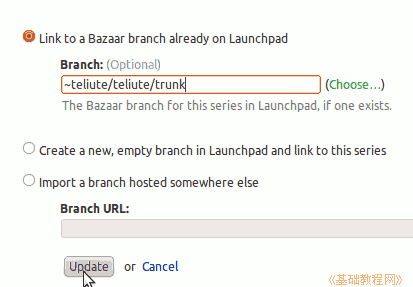 Link to a Bazaar branch already on Launchpad
Branch: (Optional)
~teliute/teliute/trunk (Choose...)
The Bazaar branch for this series in Launchpad, if one exists.
Create a new, empty branch in Launchpad and link to this series
Import a branch hosted somewhere else
Branch URL:
Update or Cancel
《基础教程网》